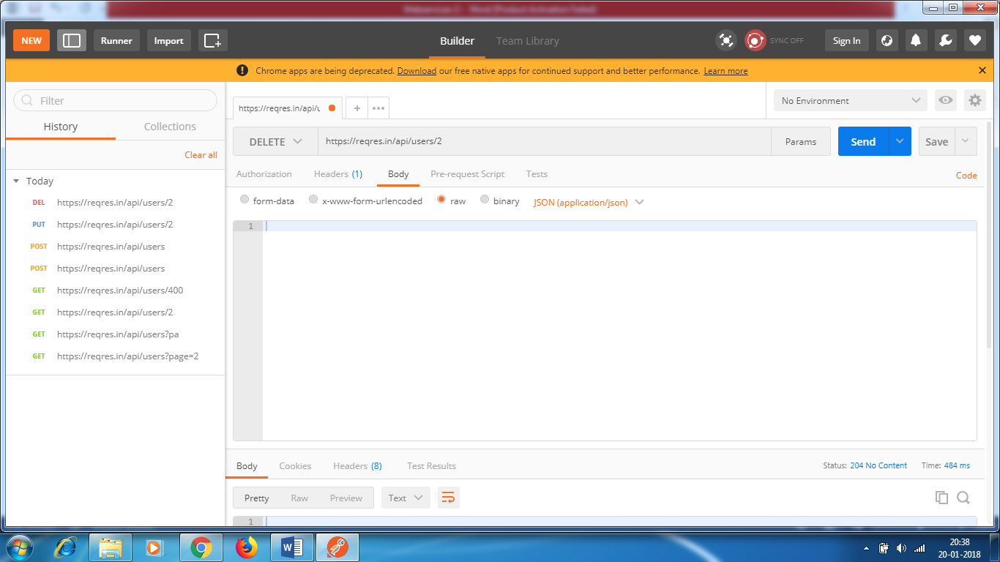 NEW Runner Import Builder Team Library SYNC OFF Sign In
Chrome apps are being deprecated. Download our free native apps for continued support and better performance. Learn more
Filter
History Collections
Clear all
Today
DEL https://reqres.in/api/users/2
PUT https://reqres.in/api/users/2
POST https://reqres.in/api/users
POST https://reqres.in/api/users
GET https://reqres.in/api/users/400
GET https://reqres.in/api/users/2
GET https://reqres.in/api/users?pa
GET https://reqres.in/api/users?page=2
https://reqres.in/api/u
No Environment
DELETE https://reqres.in/api/users/2 Params Send Save
Authorization Headers (1) Body Pre-request Script Tests Code
form-data x-www-form-urlencoded raw binary JSON (application/json)
1
Body Cookies Headers (8) Test Results Status: 204 No Content Time: 484 ms
Pretty Raw Preview Text
1
20:38
20-01-2018